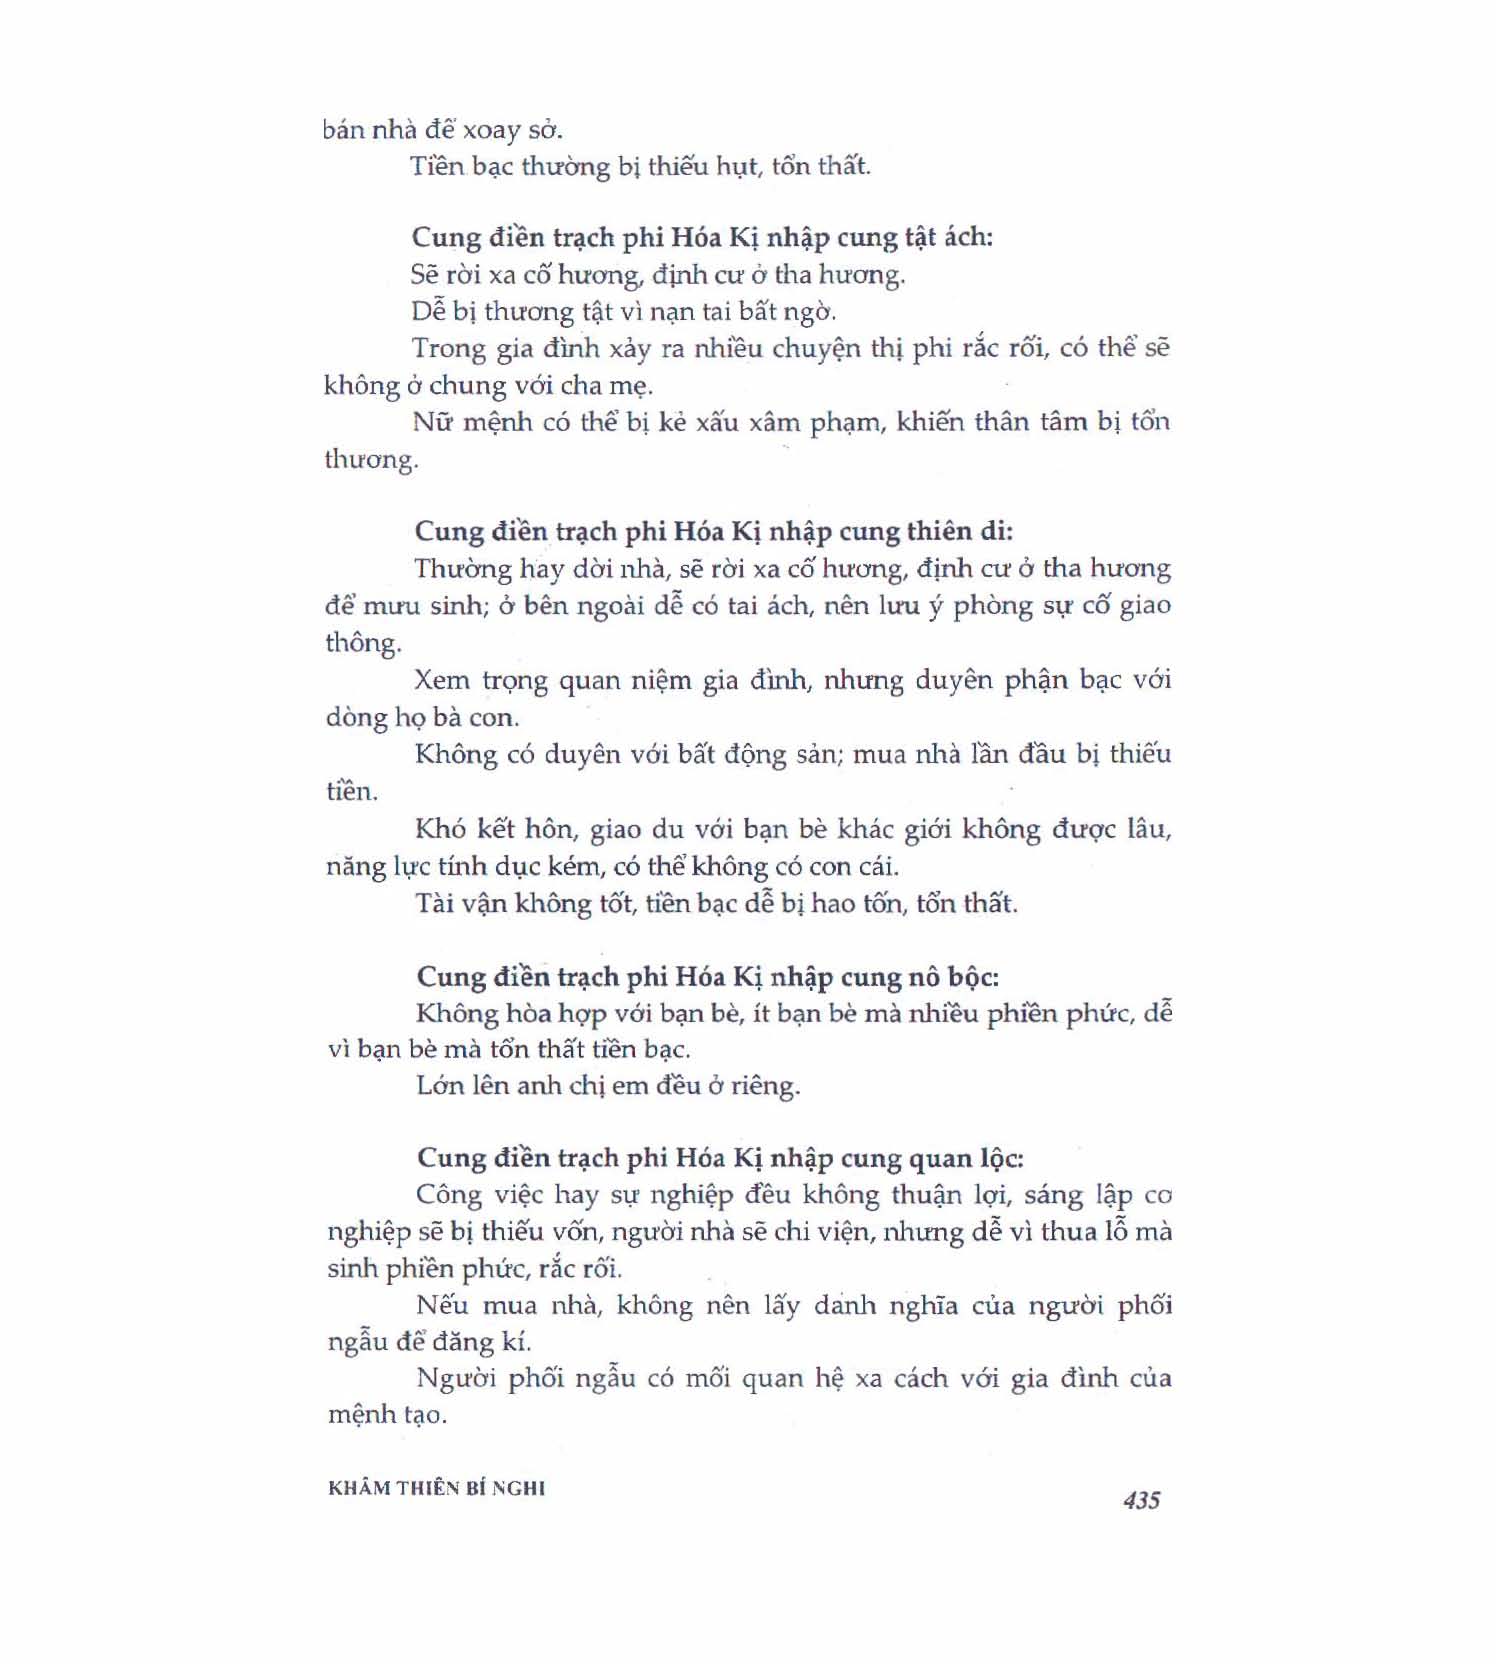 bán nhà để xoay sở.
Tiền bạc thường bị thiếu hụt, tổn thất.
Cung điền trạch phi Hóa Kị nhập cung tật ách:
Sẽ rời xa cố hương, định cư ở tha hương.
Dễ bị thương tật vì nạn tai bất ngờ.
Trong gia đình xảy ra nhiều chuyện thị phi rắc rối, có thể sẽ
không ở chung với cha mẹ.
Nữ mệnh có thể bị kẻ xấu xâm phạm, khiến thân tâm bị tổn
thương.
Cung điền trạch phi Hóa Kị nhập cung thiên di:
Thường hay dời nhà, sẽ rời xa cố hương, định cư ở tha hương
để mưu sinh; ở bên ngoài dễ có tai ách, nên lưu ý phòng sự cố giao
thông.
Xem trọng quan niệm gia đình, nhưng duyên phận bạc với
dòng họ bà con.
Không có duyên với bất động sản; mua nhà lần đầu bị thiếu
tiền.
Khó kết hôn, giao du với bạn bè khác giới không được lâu,
năng lực tính dục kém, có thể không có con cái.
Tài vận không tốt, tiền bạc dễ bị hao tốn, tổn thất.
Cung điền trạch phi Hóa Kị nhập cung nô bộc:
Không hòa hợp với bạn bè, ít bạn bè mà nhiều phiền phức, dễ
vì bạn bè mà tổn thất tiền bạc.
Lớn lên anh chị em đều ở riêng.
Cung điền trạch phi Hóa Kị nhập cung quan lộc:
Công việc hay sự nghiệp đều không thuận lợi, sáng lập cơ
nghiệp sẽ bị thiếu vốn, người nhà sẽ chi viện, nhưng dễ vì thua lỗ mà
sinh phiền phức, rắc rối.
Nếu mua nhà, không nên lấy danh nghĩa của người phối
ngẫu để đăng kí.
Người phối ngẫu có mối quan hệ xa cách với gia đình của
mệnh tạo.
KHÂM THIÊN BÍ NGHI
435